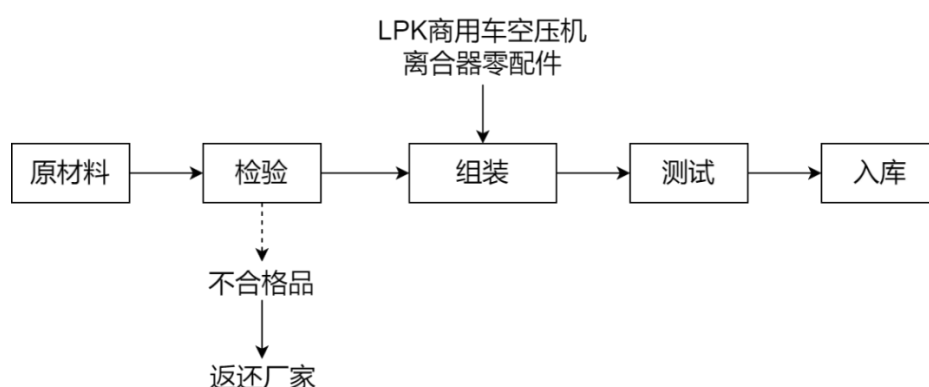 LPK商用车空压机
离合器零配件
原材料
检验
组装
测试
入库
不合格品
返还厂家